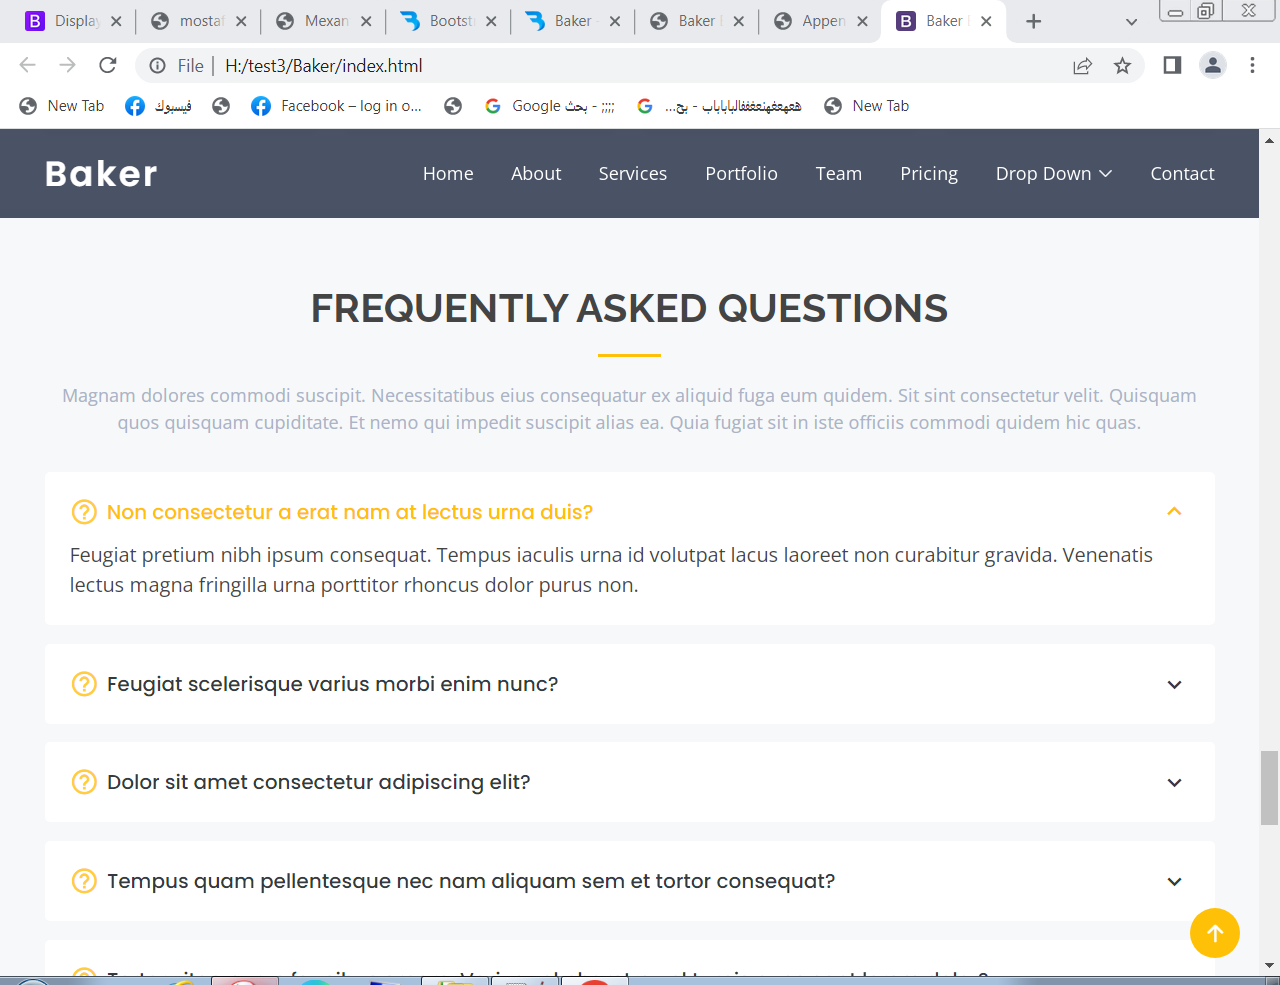 Display
mostaf
Mexan
Bootst
Baker
Baker
Appen
Baker
File
H:/test3/Baker/index.html
New Tab
فيسبوك
Facebook – log in o...
Google بحث - ;;;;
New Tab
Baker
Home About Services Portfolio Team Pricing Drop Down Contact
FREQUENTLY ASKED QUESTIONS
Magnam dolores commodi suscipit. Necessitatibus eius consequatur ex aliquid fuga eum quidem. Sit sint consectetur velit. Quisquam
quos quisquam cupiditate. Et nemo qui impedit suscipit alias ea. Quia fugiat sit in iste officiis commodi quidem hic quas.
Non consectetur a erat nam at lectus urna duis?
Feugiat pretium nibh ipsum consequat. Tempus iaculis urna id volutpat lacus laoreet non curabitur gravida. Venenatis
lectus magna fringilla urna porttitor rhoncus dolor purus non.
Feugiat scelerisque varius morbi enim nunc?
Dolor sit amet consectetur adipiscing elit?
Tempus quam pellentesque nec nam aliquam sem et tortor consequat?